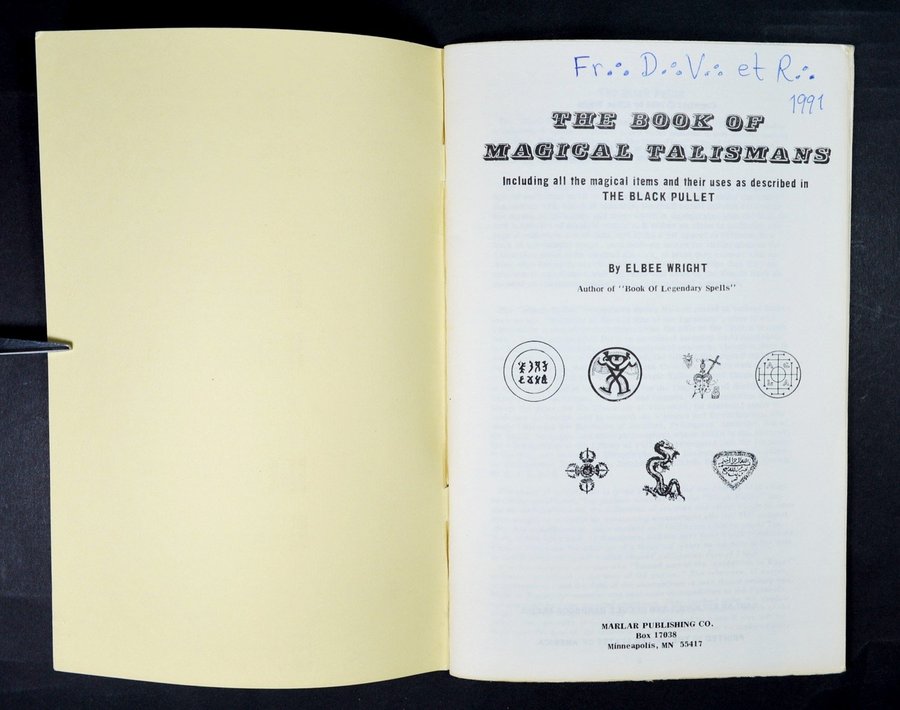 Fr∴ D∴V∴ et R∴
1991
THE BOOK OF
MAGICAL TALISMANS
Including all the magical items and their uses as described in
THE BLACK PULLET
By ELBEE WRIGHT
Author of "Book Of Legendary Spells"
MARLAR PUBLISHING CO.
Box 17038
Minneapolis, MN 55417